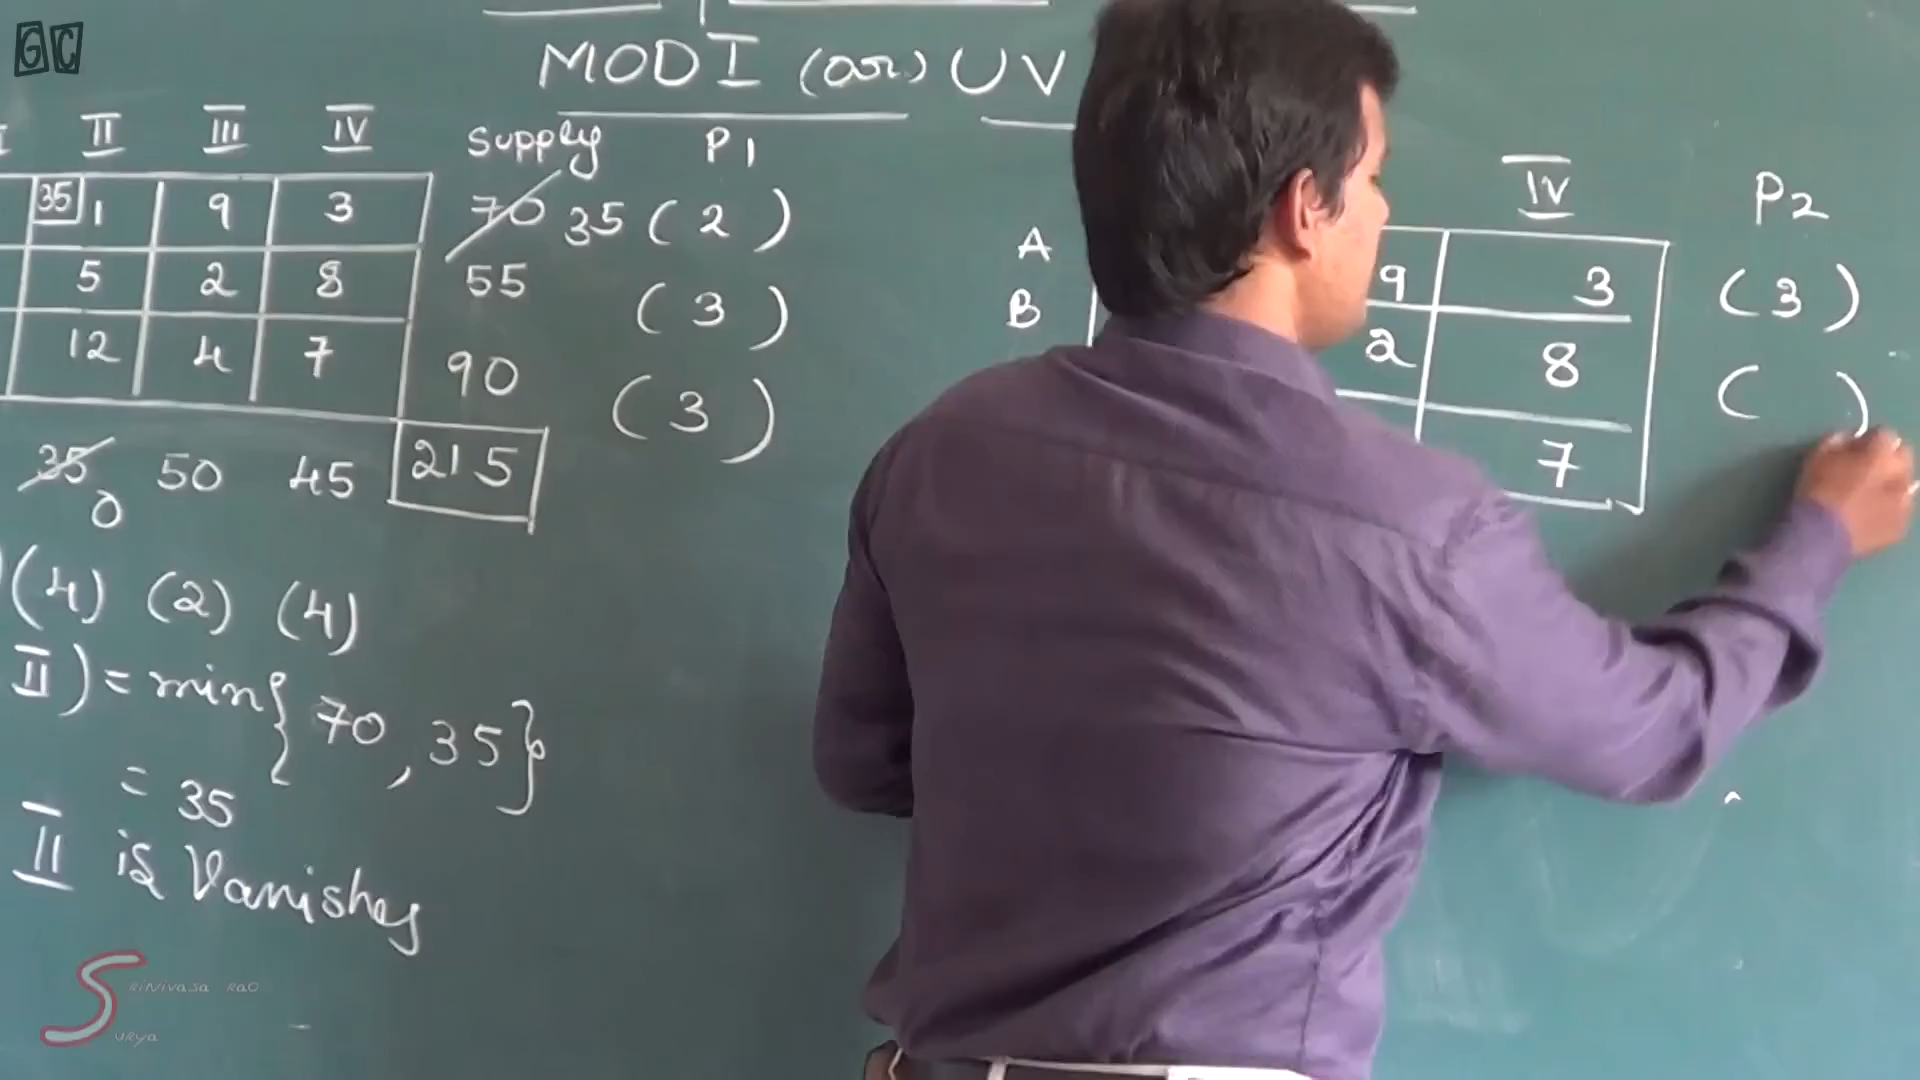 GC
MODI (or) UV
I II III IV Supply P1
35 1 9 3 70 35 (2)
5 2 8 55 (3)
12 4 7 90 (3)
35 0 50 45 215
(4) (2) (4)
II) = min{70, 35}
= 35
II is Vanishes
IV P2
A 9 3 (3)
B 2 8 ( )
7
SRiNivasa RaO
SURya